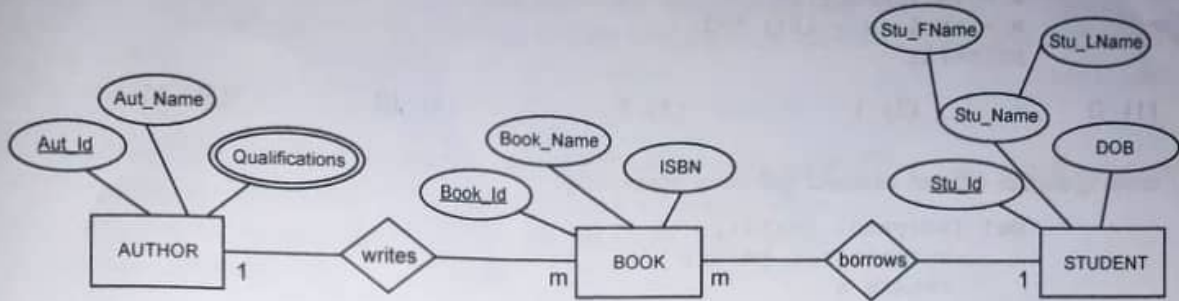 Stu_FName
Stu_LName
Aut_Name
Stu_Name
Aut_Id
Qualifications
Book_Name
ISBN
DOB
Book_Id
Stu_Id
AUTHOR
1
writes
m
BOOK
m
borrows
1
STUDENT